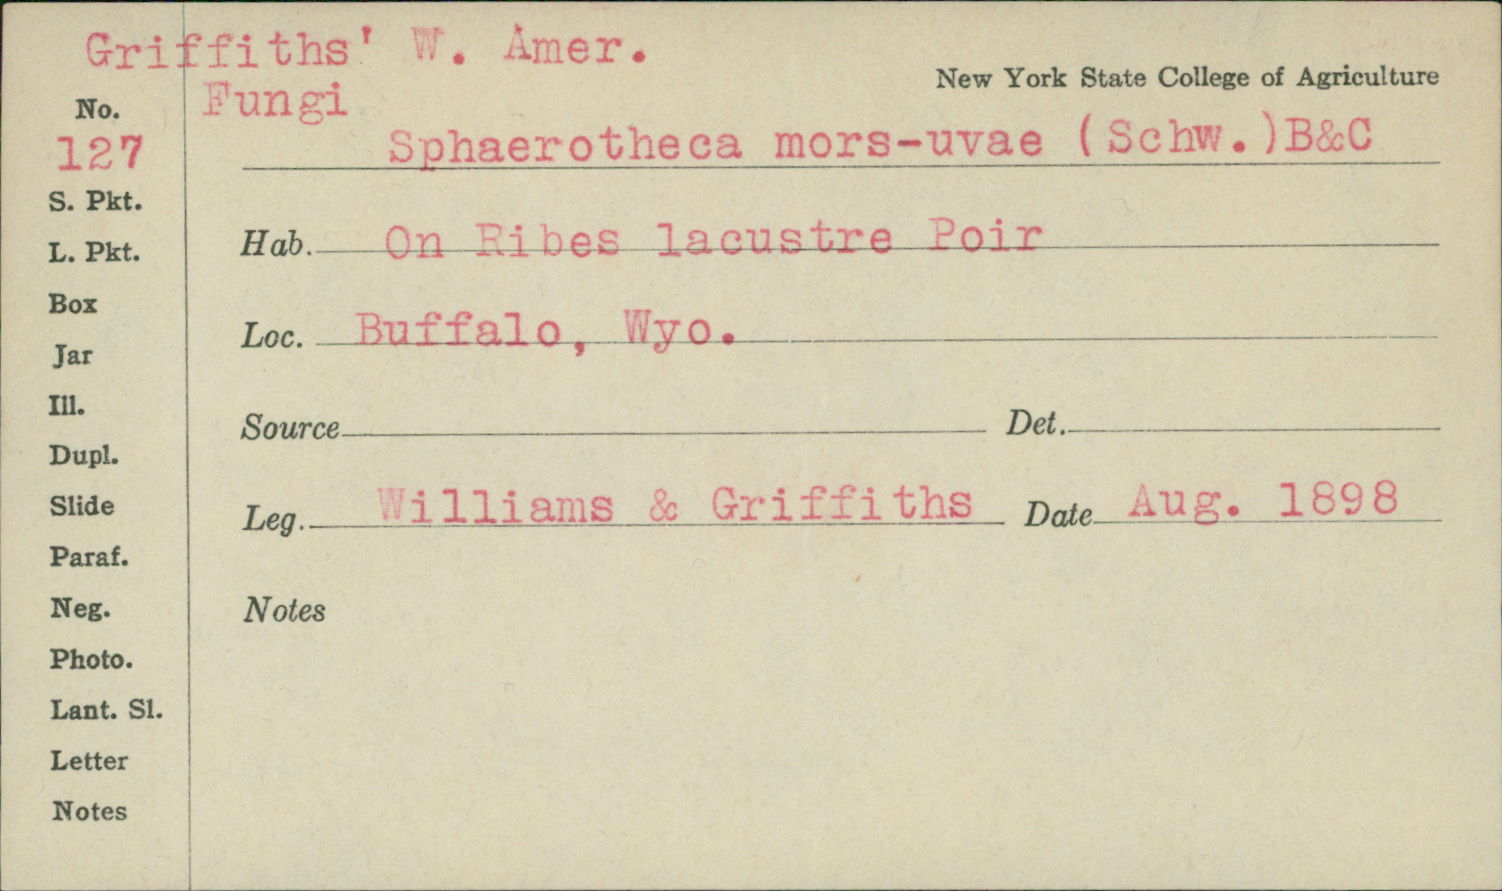 Griffiths' W. Amer.
Fungi
New York State College of Agriculture
No.
127
Sphaerotheca mors-uvae (Schw.)B&C
S. Pkt.
L. Pkt.
Box
Jar
Ill.
Dupl.
Slide
Paraf.
Neg.
Photo.
Lant. Sl.
Letter
Notes
Hab. On Ribes lacustre Poir
Loc. Buffalo, Wyo.
Source Det.
Leg. Williams & Griffiths Date Aug. 1898
Notes